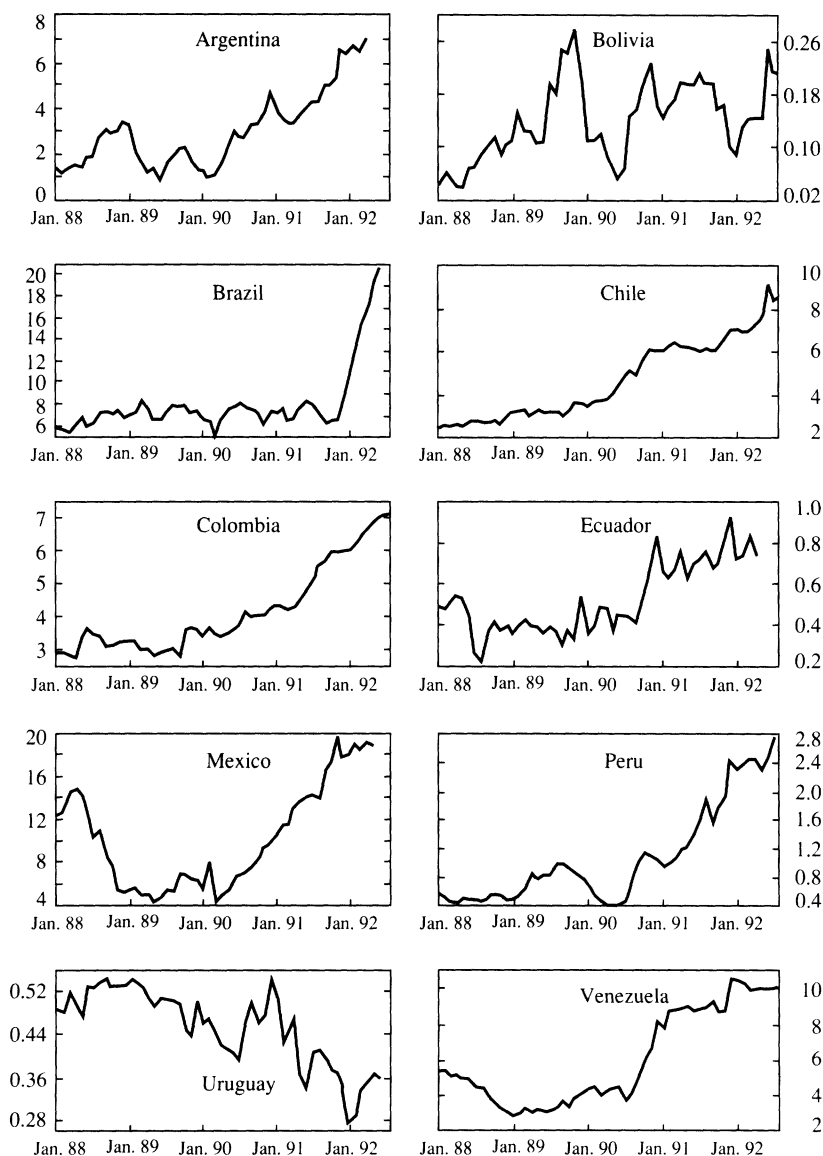 Argentina
8
6
4
2
0
Jan. 88 Jan. 89 Jan. 90 Jan. 91 Jan. 92
Bolivia
0.26
0.18
0.10
0.02
Jan. 88 Jan. 89 Jan. 90 Jan. 91 Jan. 92
Brazil
20
18
16
14
12
10
8
6
Jan. 88 Jan. 89 Jan. 90 Jan. 91 Jan. 92
Chile
10
8
6
4
2
Jan. 88 Jan. 89 Jan. 90 Jan. 91 Jan. 92
Colombia
7
6
5
4
3
Jan. 88 Jan. 89 Jan. 90 Jan. 91 Jan. 92
Ecuador
1.0
0.8
0.6
0.4
0.2
Jan. 88 Jan. 89 Jan. 90 Jan. 91 Jan. 92
Mexico
20
16
12
8
4
Jan. 88 Jan. 89 Jan. 90 Jan. 91 Jan. 92
Peru
2.8
2.4
2.0
1.6
1.2
0.8
0.4
Jan. 88 Jan. 89 Jan. 90 Jan. 91 Jan. 92
Uruguay
0.52
0.44
0.36
0.28
Jan. 88 Jan. 89 Jan. 90 Jan. 91 Jan. 92
Venezuela
10
8
6
4
2
Jan. 88 Jan. 89 Jan. 90 Jan. 91 Jan. 92